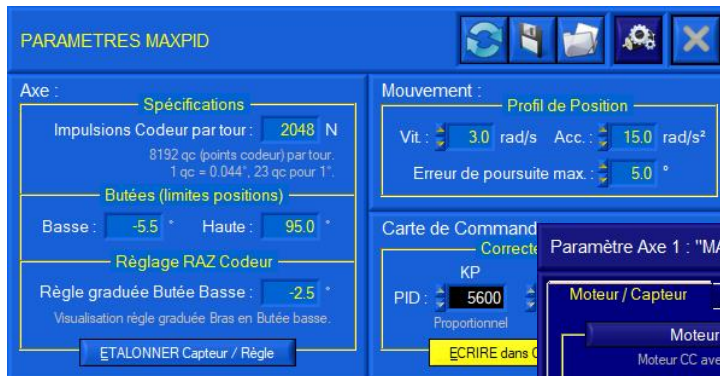 PARAMETRES MAXPID
Axe :
Spécifications
Impulsions Codeur par tour : 2048 N
8192 qc (points codeur) par tour.
1 qc = 0.044°, 23 qc pour 1°.
Butées (limites positions)
Basse : -5.5 ° Haute : 95.0 °
Règlage RAZ Codeur
Règle graduée Butée Basse : -2.5 °
Visualisation règle graduée Bras en Butée basse.
ETALONNER Capteur / Règle
Mouvement :
Profil de Position
Vit. : 3.0 rad/s Acc. : 15.0 rad/s²
Erreur de poursuite max. : 5.0 °
Carte de Command
Correcte
KP
PID : 5600
Proportionnel
ECRIRE dans C
Paramètre Axe 1 : "MA
Moteur / Capteur
Moteur
Moteur CC ave